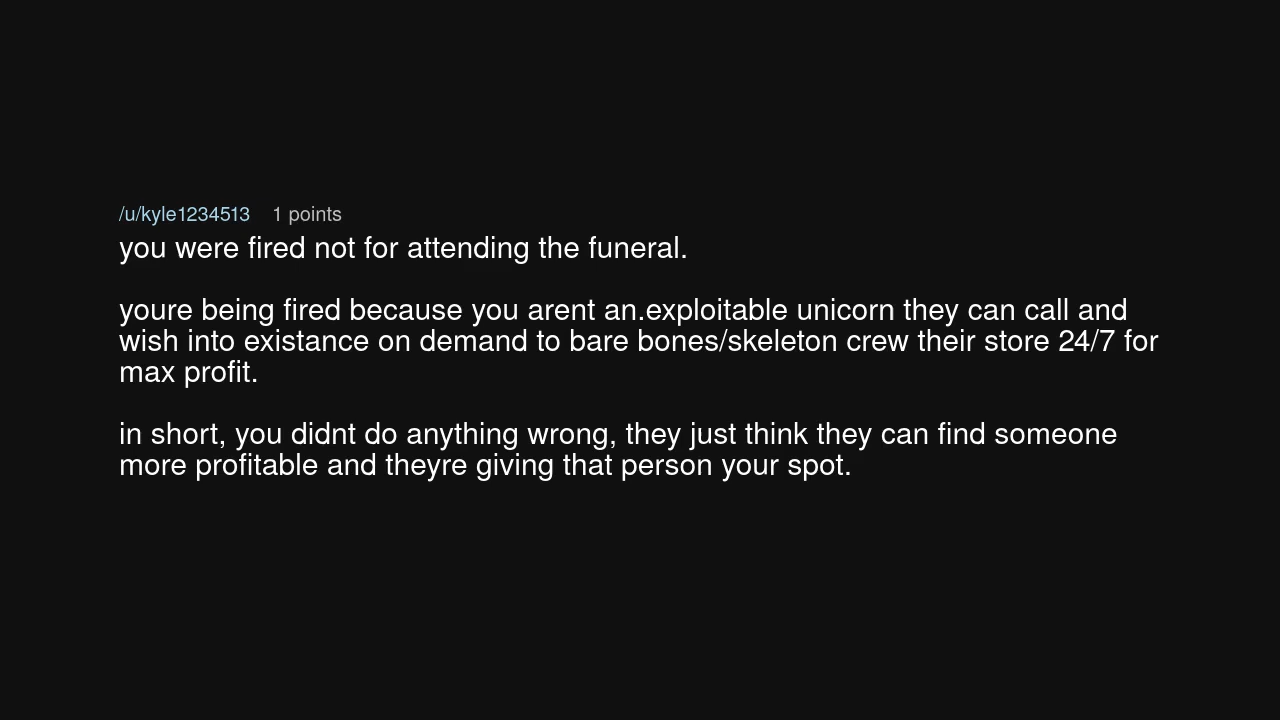 /u/kyle1234513 1 points
you were fired not for attending the funeral.
youre being fired because you arent an.exploitable unicorn they can call and
wish into existance on demand to bare bones/skeleton crew their store 24/7 for
max profit.
in short, you didnt do anything wrong, they just think they can find someone
more profitable and theyre giving that person your spot.